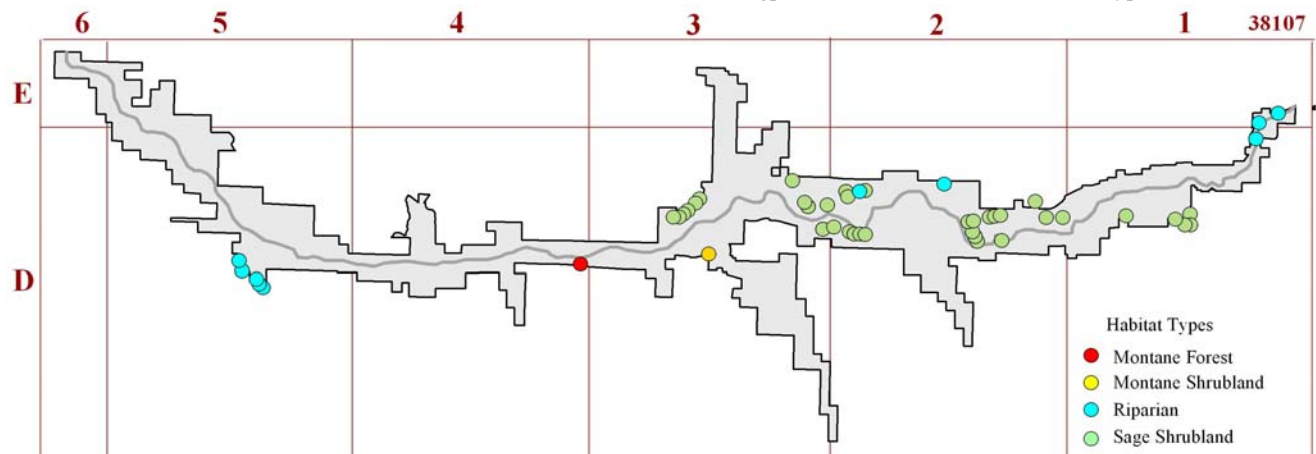 6 5 4 3 2 1 38107
E
D
Habitat Types
Montane Forest
Montane Shrubland
Riparian
Sage Shrubland